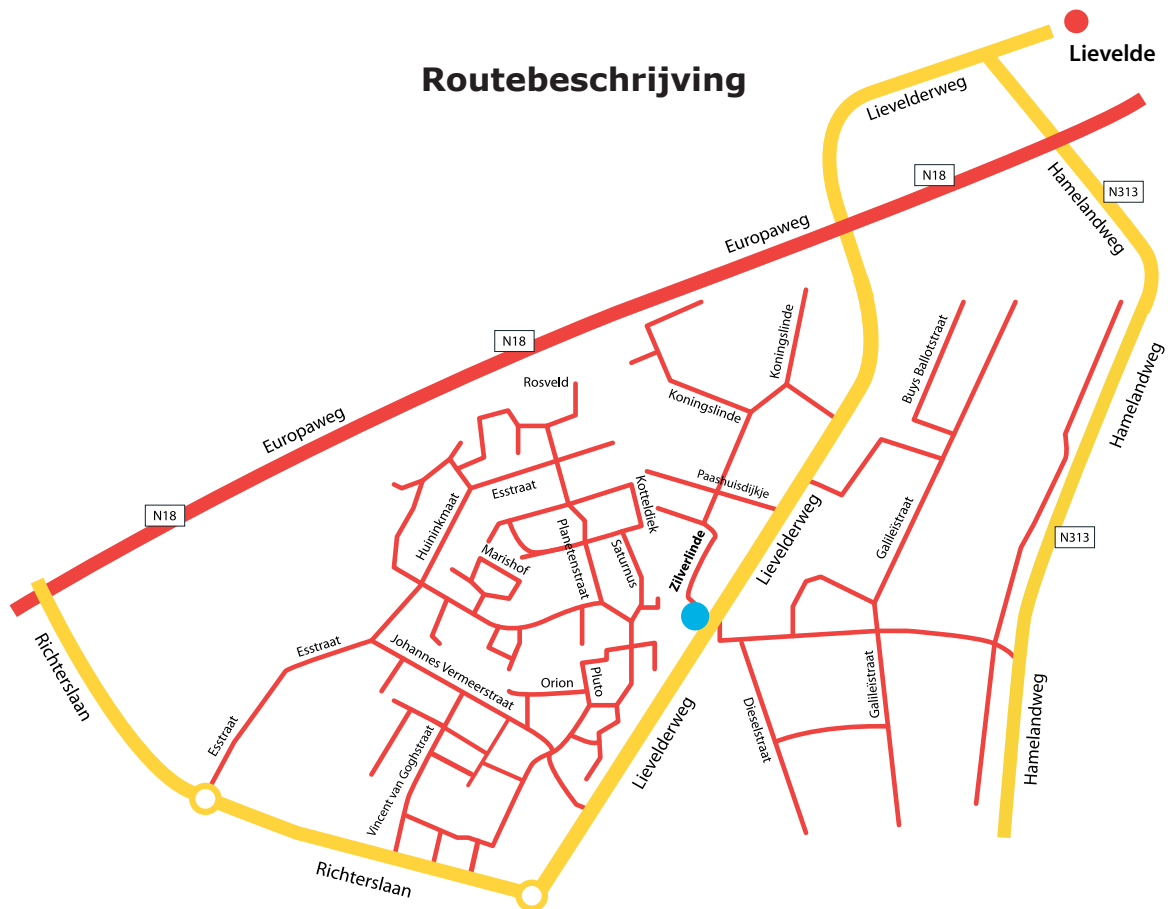 Lievelde
Routebeschrijving
Lievelderweg
N18
Hamelandweg
N313
Europaweg
N18
Koningslinde
Buys Ballotstraat
Hamelandweg
Rosveld
Koningslinde
Europaweg
Paashuisdijkje
Esstraat
Kotteldiek
N18
Huininkmaat
Planetenstraat
Saturnus
Marishof
Zilverlinde
Lievelderweg
Galileïstraat
N313
Richterslaan
Esstraat
Johannes Vermeerstraat
Orion
Pluto
Galileïstraat
Hamelandweg
Esstraat
Dieselstraat
Lievelderweg
Vincent van Goghstraat
Richterslaan